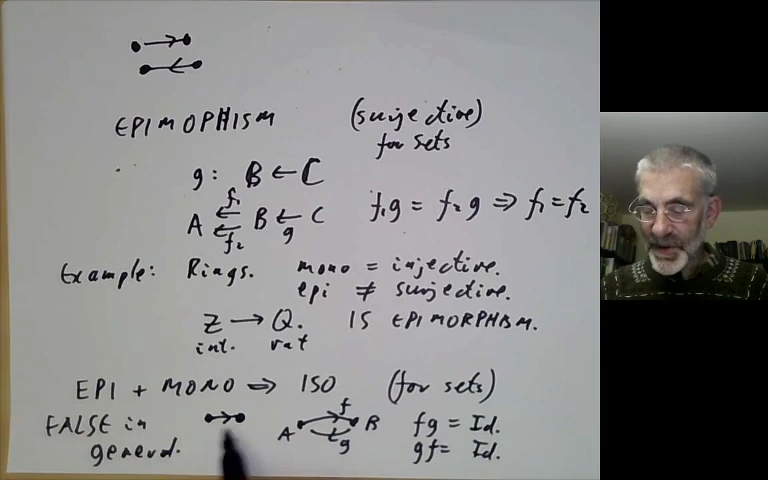 EPIMOPHISM (surjective)
for sets
g: B ← C
A f₁ ← f₂ ← B ← g C f₁g = f₂g ⇒ f₁ = f₂
Example: Rings. mono = injective.
epi ≠ surjective.
Z → Q. IS EPIMORPHISM.
int. rat
EPI + MONO ⇒ ISO (for sets)
FALSE in general. A f B g fg = Id.
gf = Id.